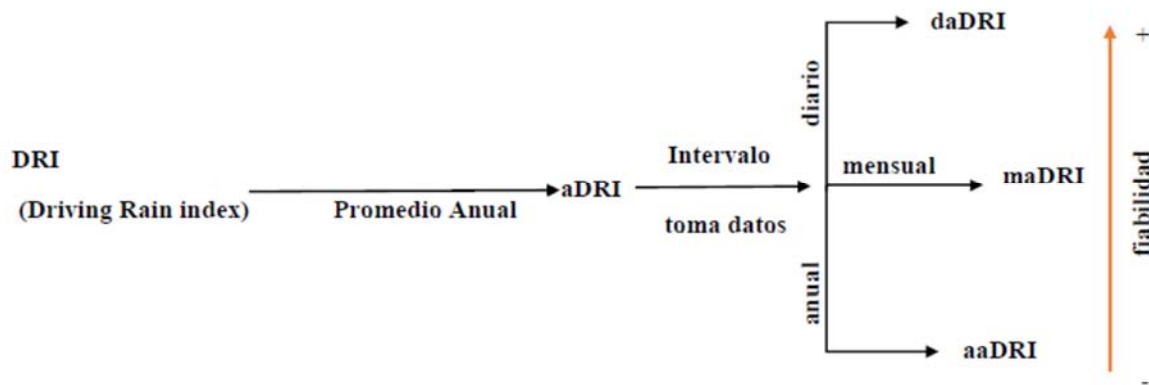 daDRI
+
diario
DRI
(Driving Rain index)
Promedio Anual
aDRI
Intervalo
toma datos
mensual
maDRI
fiabilidad
anual
aaDRI
-